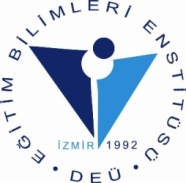 EĞİTİM BİLİMLERİ ENSTİTÜSÜ
İZMİR 1992
• DEÜ •